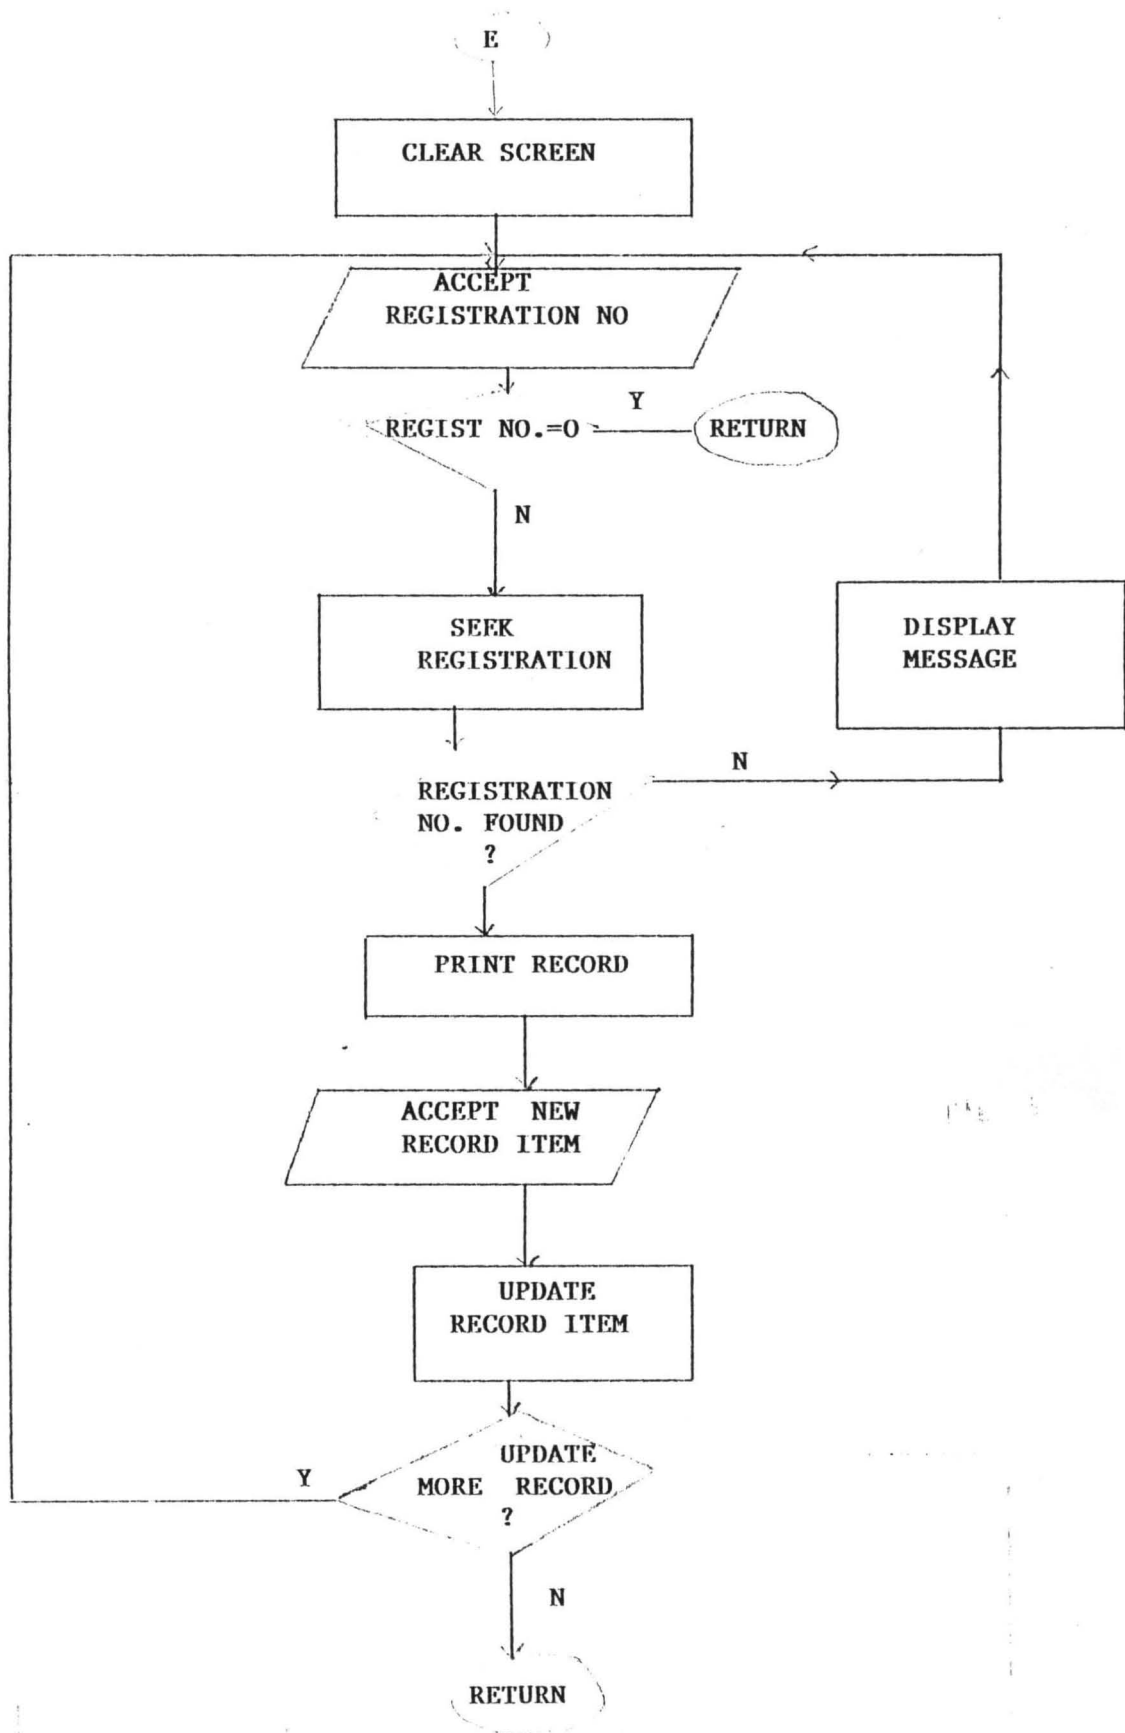 E
CLEAR SCREEN
ACCEPT
REGISTRATION NO
REGIST NO.=O
Y
RETURN
N
SEEK
REGISTRATION
DISPLAY
MESSAGE
N
REGISTRATION
NO. FOUND
?
PRINT RECORD
ACCEPT NEW
RECORD ITEM
UPDATE
RECORD ITEM
UPDATE
MORE RECORD
?
Y
N
RETURN